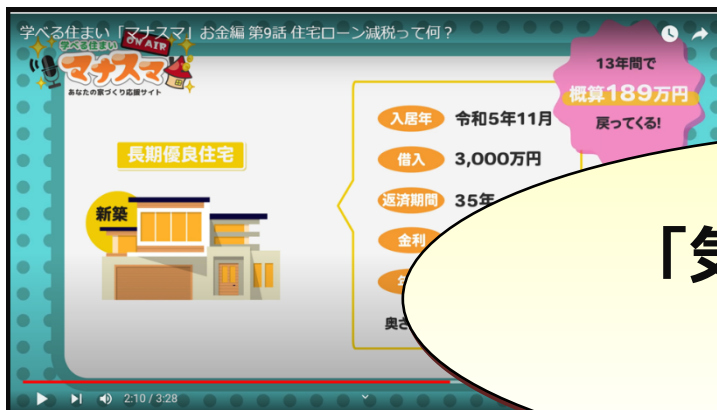 学べる住まい「マナスマ」お金編 第9話 住宅ローン減税って何？
学べる住まい ON AIR
マナスマ
あなたの家づくり応援サイト
13年間で
概算189万円
戻ってくる!
入居年 令和5年11月
長期優良住宅
借入 3,000万円
新築
返済期間 35年
金利
奥さ
「気
2:10 / 3:28